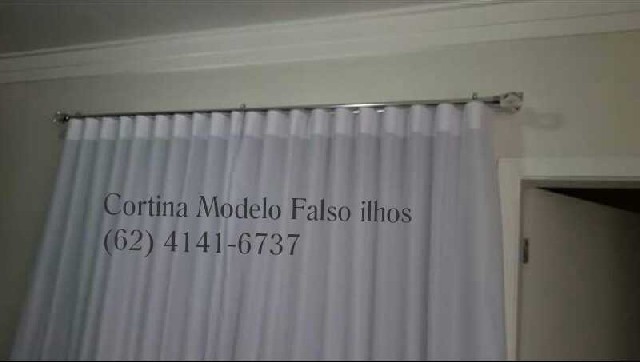 Cortina Modelo Falso ilhos
(62) 4141-6737